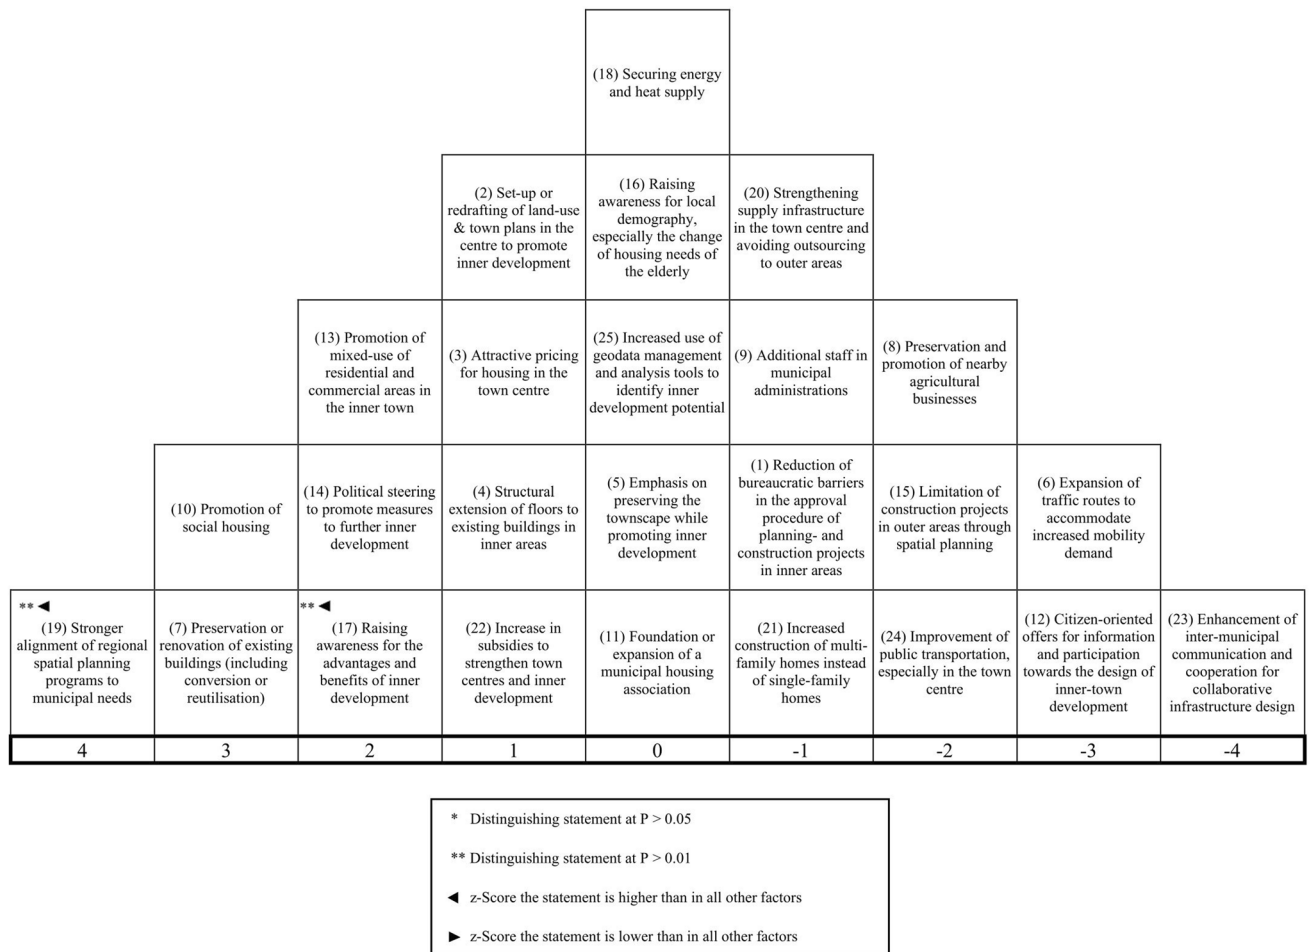 (18) Securing energy
and heat supply
(2) Set-up or
redrafting of land-use
& town plans in the
centre to promote
inner development
(16) Raising
awareness for local
demography,
especially the change
of housing needs of
the elderly
(20) Strengthening
supply infrastructure
in the town centre and
avoiding outsourcing
to outer areas
(13) Promotion of
mixed-use of
residential and
commercial areas in
the inner town
(3) Attractive pricing
for housing in the
town centre
(25) Increased use of
geodata management
and analysis tools to
identify inner
development potential
(9) Additional staff in
municipal
administrations
(8) Preservation and
promotion of nearby
agricultural
businesses
(10) Promotion of
social housing
(14) Political steering
to promote measures
to further inner
development
(4) Structural
extension of floors to
existing buildings in
inner areas
(5) Emphasis on
preserving the
townscape while
promoting inner
development
(1) Reduction of
bureaucratic barriers
in the approval
procedure of
planning- and
construction projects
in inner areas
(15) Limitation of
construction projects
in outer areas through
spatial planning
(6) Expansion of
traffic routes to
accommodate
increased mobility
demand
** ◄
(19) Stronger
alignment of regional
spatial planning
programs to
municipal needs
(7) Preservation or
renovation of existing
buildings (including
conversion or
reutilisation)
** ◄
(17) Raising
awareness for the
advantages and
benefits of inner
development
(22) Increase in
subsidies to
strengthen town
centres and inner
development
(11) Foundation or
expansion of a
municipal housing
association
(21) Increased
construction of multi-
family homes instead
of single-family
homes
(24) Improvement of
public transportation,
especially in the town
centre
(12) Citizen-oriented
offers for information
and participation
towards the design of
inner-town
development
(23) Enhancement of
inter-municipal
communication and
cooperation for
collaborative
infrastructure design
4 3 2 1 0 -1 -2 -3 -4
* Distinguishing statement at P > 0.05
** Distinguishing statement at P > 0.01
◄ z-Score the statement is higher than in all other factors
► z-Score the statement is lower than in all other factors